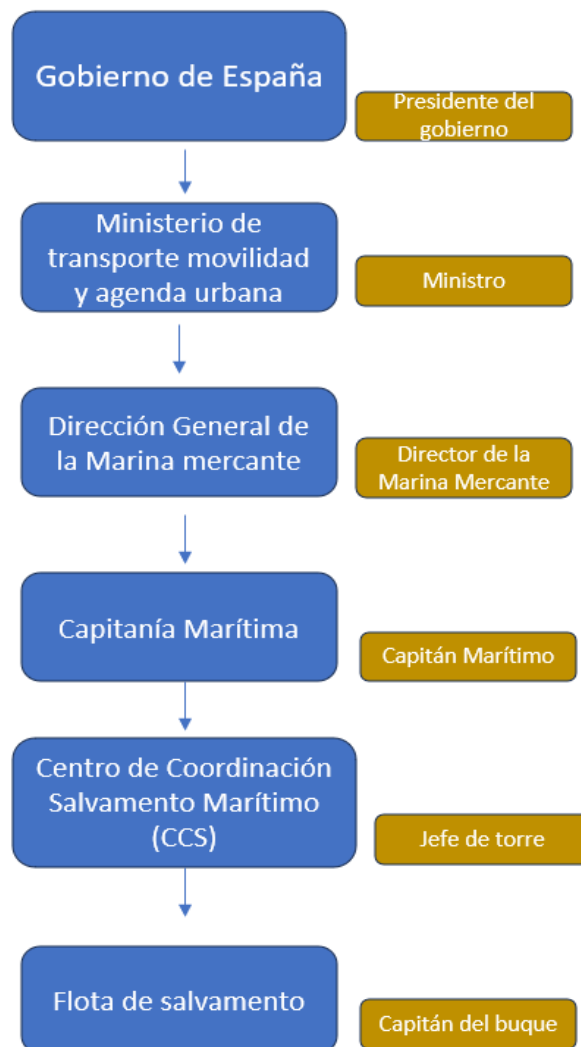 Gobierno de España
Presidente del
gobierno
Ministerio de
transporte movilidad
y agenda urbana
Ministro
Dirección General de
la Marina mercante
Director de la
Marina Mercante
Capitanía Marítima
Capitán Marítimo
Centro de Coordinación
Salvamento Marítimo
(CCS)
Jefe de torre
Flota de salvamento
Capitán del buque